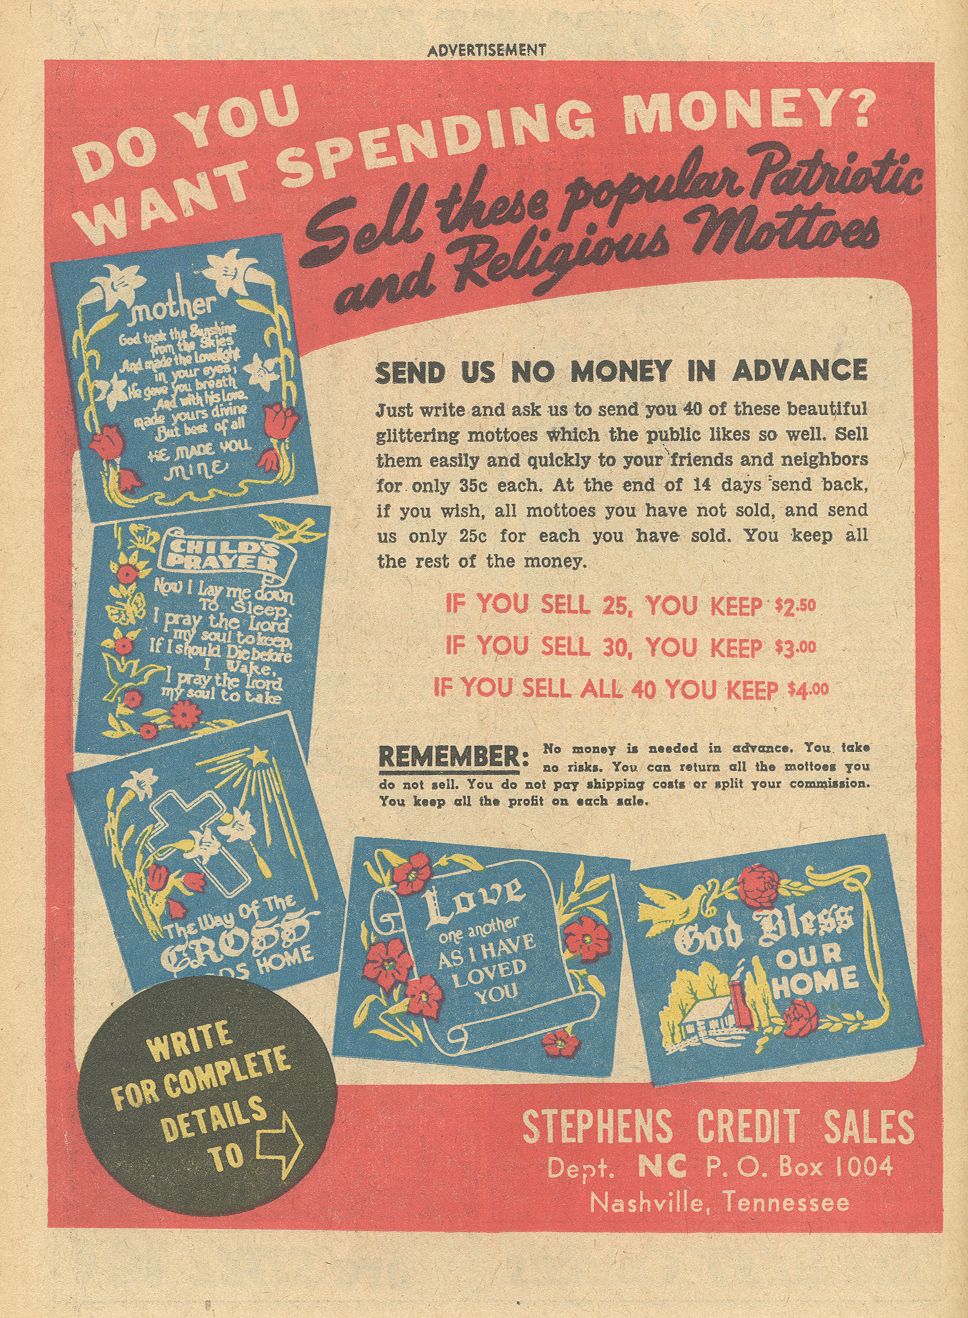 ADVERTISEMENT
DO YOU
WANT SPENDING MONEY?
Sell these popular Patriotic
and Religious Mottoes
mother
God took the Sunshine
from the Skies
And made the Lovelight
in your eyes;
He gave you breath
And with his love
made yours divine
But best of all
HE MADE YOU
MINE
SEND US NO MONEY IN ADVANCE
Just write and ask us to send you 40 of these beautiful
glittering mottoes which the public likes so well. Sell
them easily and quickly to your friends and neighbors
for only 35c each. At the end of 14 days send back,
if you wish, all mottoes you have not sold, and send
us only 25c for each you have sold. You keep all
the rest of the money.
IF YOU SELL 25, YOU KEEP $2.50
IF YOU SELL 30, YOU KEEP $3.00
IF YOU SELL ALL 40 YOU KEEP $4.00
REMEMBER: No money is needed in advance. You take
no risks. You can return all the mottoes you
do not sell. You do not pay shipping costs or split your commission.
You keep all the profit on each sale.
CHILD'S
PRAYER
Now I Lay me down
To Sleep,
I pray the Lord
my soul to keep,
If I should Die before
I Wake,
I pray the Lord
my soul to take
The Way Of The
CROSS
DS HOME
Love
one another
AS I HAVE
LOVED
YOU
God Bless
OUR
HOME
WRITE
FOR COMPLETE
DETAILS
TO
STEPHENS CREDIT SALES
Dept. NC P. O. Box 1004
Nashville, Tennessee